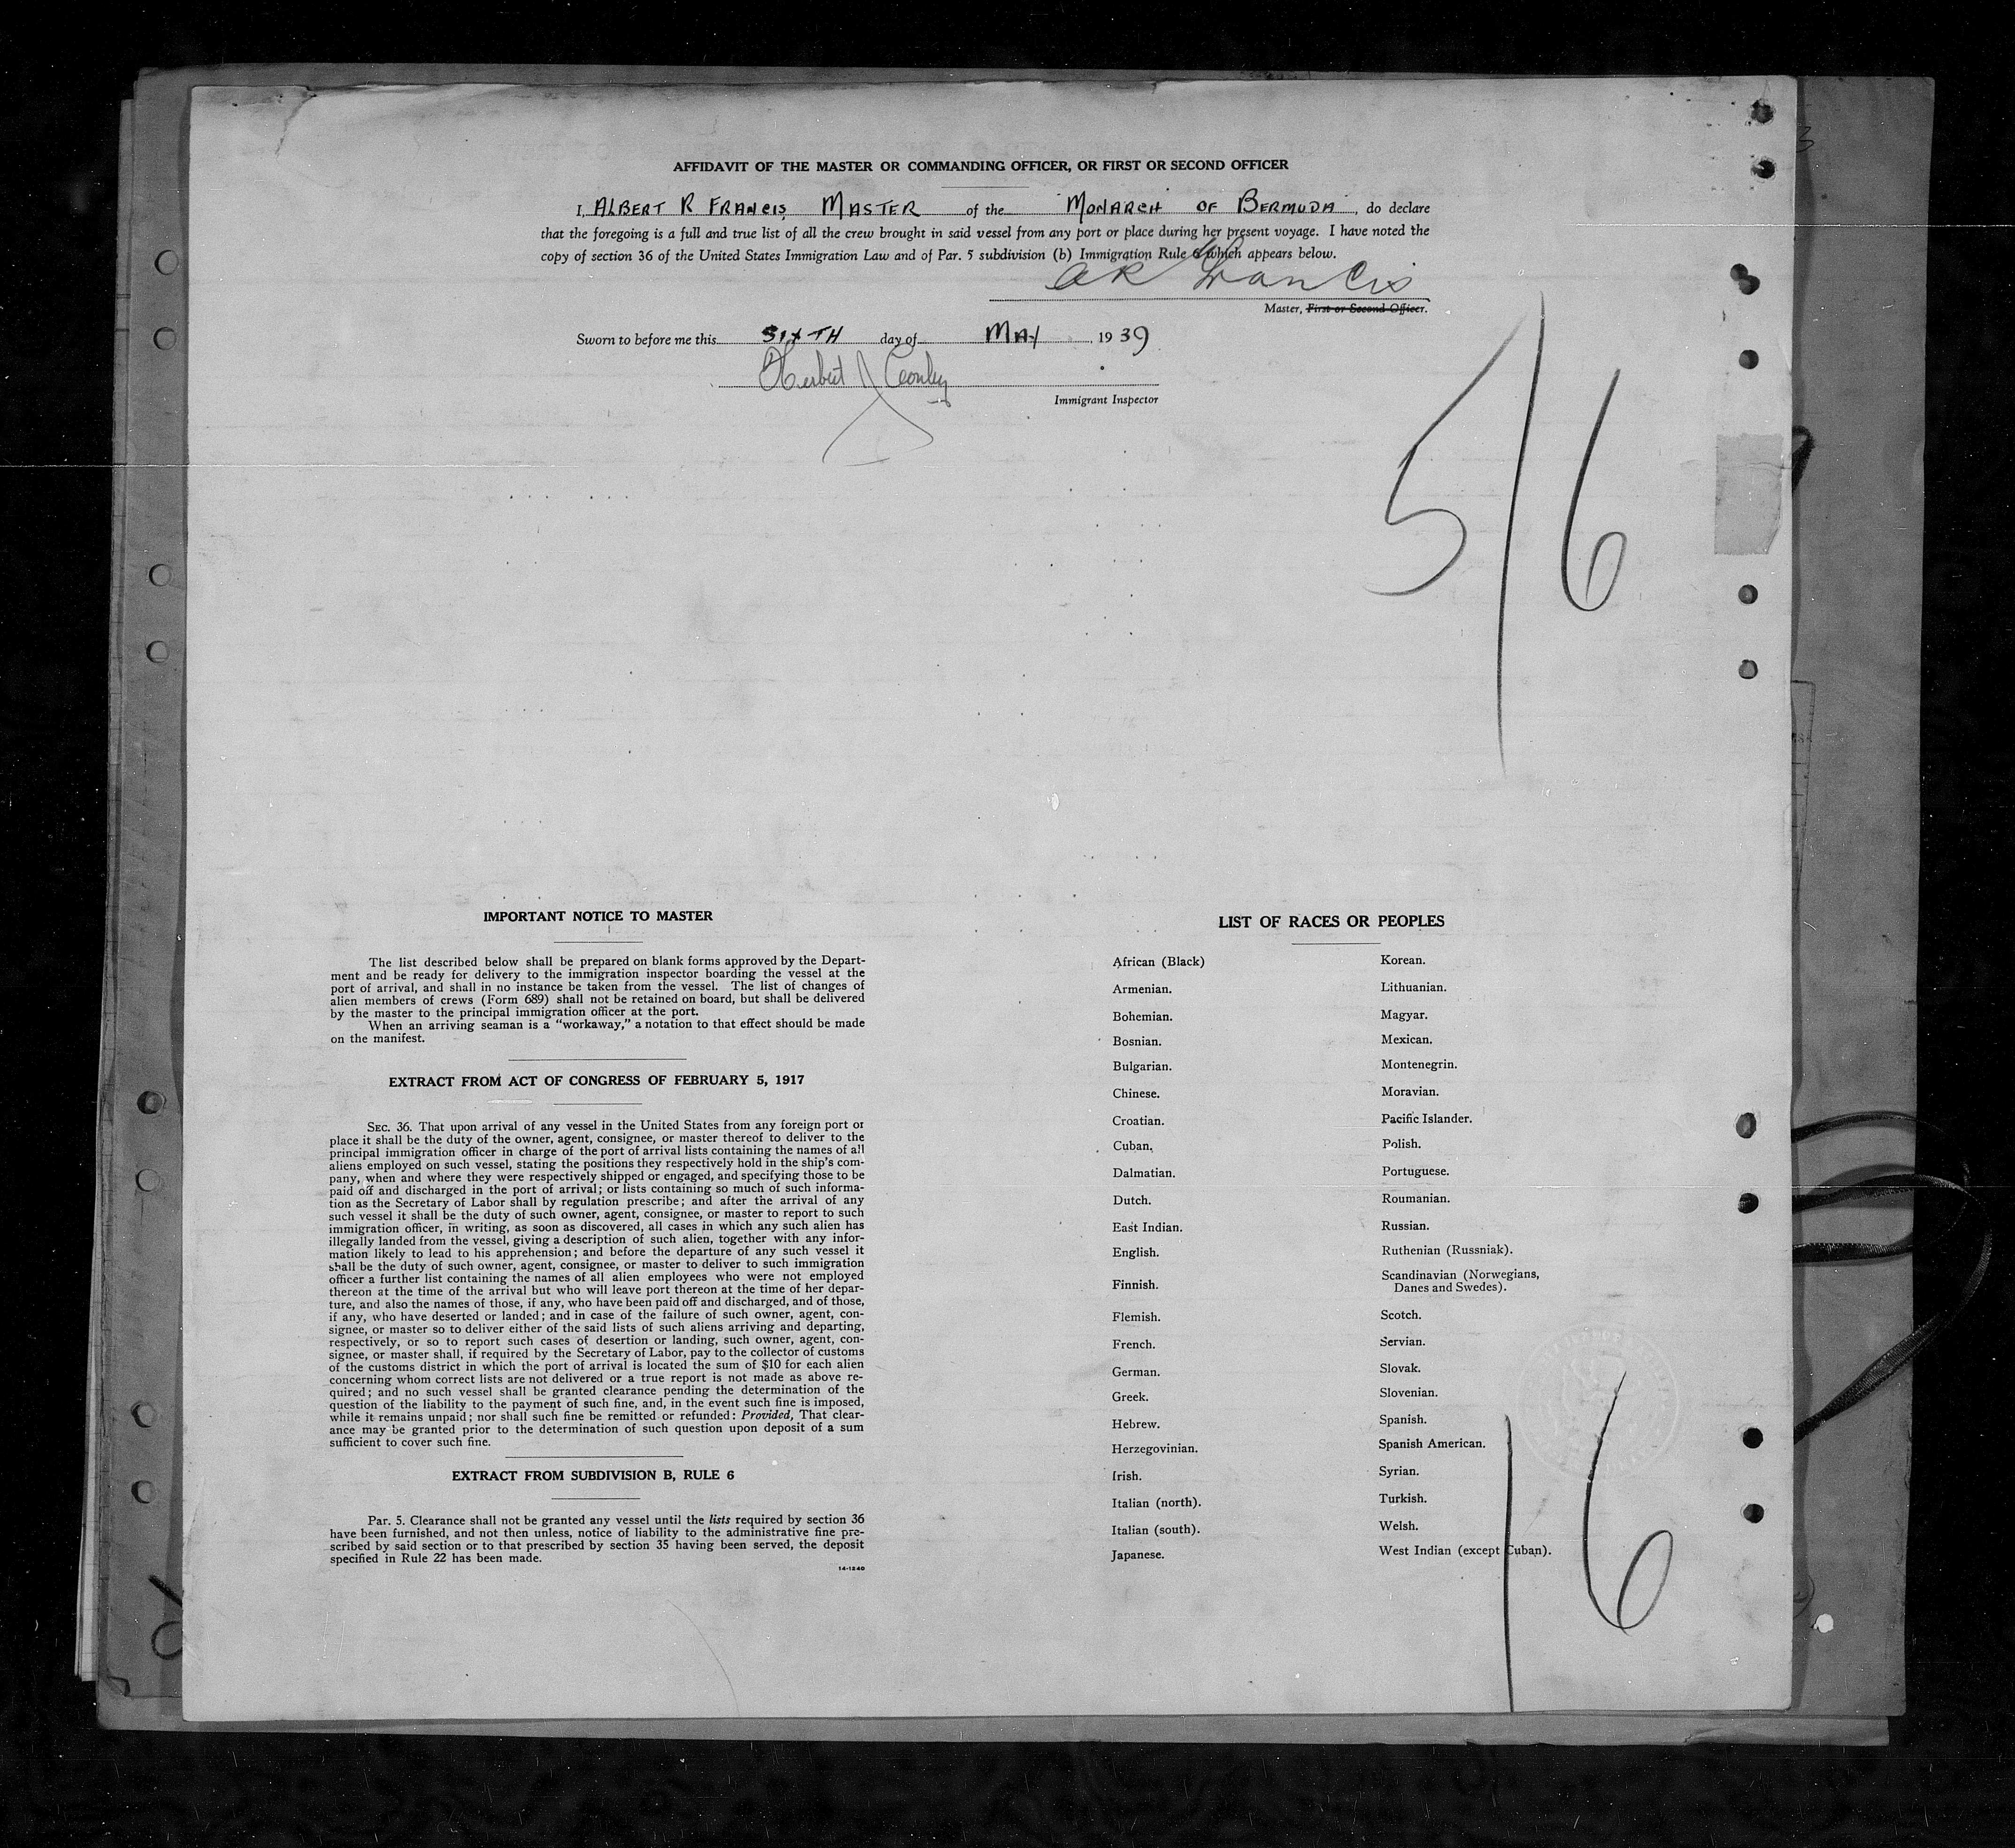 AFFIDAVIT OF THE MASTER OR COMMANDING OFFICER, OR FIRST OR SECOND OFFICER
I, ALBERT R FRANCIS, MASTER of the MONARCH OF BERMUDA, do declare
that the foregoing is a full and true list of all the crew brought in said vessel from any port or place during her present voyage. I have noted the
copy of section 36 of the United States Immigration Law and of Par. 5 subdivision (b) Immigration Rule 6 which appears below.
AR Francis
Master, First or Second Officer.
Sworn to before me this SIXTH day of MAY, 1939
Herbert J
Immigrant Inspector
5/6
IMPORTANT NOTICE TO MASTER
The list described below shall be prepared on blank forms approved by the Depart-
ment and be ready for delivery to the immigration inspector boarding the vessel at the
port of arrival, and shall in no instance be taken from the vessel. The list of changes of
alien members of crews (Form 689) shall not be retained on board, but shall be delivered
by the master to the principal immigration officer at the port.
When an arriving seaman is a "workaway," a notation to that effect should be made
on the manifest.
EXTRACT FROM ACT OF CONGRESS OF FEBRUARY 5, 1917
SEC. 36. That upon arrival of any vessel in the United States from any foreign port or
place it shall be the duty of the owner, agent, consignee, or master thereof to deliver to the
principal immigration officer in charge of the port of arrival lists containing the names of all
aliens employed on such vessel, stating the positions they respectively hold in the ship's com-
pany, when and where they were respectively shipped or engaged, and specifying those to be
paid off and discharged in the port of arrival; or lists containing so much of such informa-
tion as the Secretary of Labor shall by regulation prescribe; and after the arrival of any
such vessel it shall be the duty of such owner, agent, consignee, or master to report to such
immigration officer, in writing, as soon as discovered, all cases in which any such alien has
illegally landed from the vessel, giving a description of such alien, together with any infor-
mation likely to lead to his apprehension; and before the departure of any such vessel it
shall be the duty of such owner, agent, consignee, or master to deliver to such immigration
officer a further list containing the names of all alien employees who were not employed
thereon at the time of the arrival but who will leave port thereon at the time of her depar-
ture, and also the names of those, if any, who have been paid off and discharged, and of those,
if any, who have deserted or landed; and in case of the failure of such owner, agent, con-
signee, or master so to deliver either of the said lists of such aliens arriving and departing,
respectively, or so to report such cases of desertion or landing, such owner, agent, con-
signee, or master shall, if required by the Secretary of Labor, pay to the collector of customs
of the customs district in which the port of arrival is located the sum of $10 for each alien
concerning whom correct lists are not delivered or a true report is not made as above re-
quired; and no such vessel shall be granted clearance pending the determination of the
question of the liability to the payment of such fine, and, in the event such fine is imposed,
while it remains unpaid; nor shall such fine be remitted or refunded: Provided, That clear-
ance may be granted prior to the determination of such question upon deposit of a sum
sufficient to cover such fine.
EXTRACT FROM SUBDIVISION B, RULE 6
Par. 5. Clearance shall not be granted any vessel until the lists required by section 36
have been furnished, and not then unless, notice of liability to the administrative fine pre-
scribed by said section or to that prescribed by section 35 having been served, the deposit
specified in Rule 22 has been made.
14-1240
LIST OF RACES OR PEOPLES
African (Black)
Armenian.
Bohemian.
Bosnian.
Bulgarian.
Chinese.
Croatian.
Cuban.
Dalmatian.
Dutch.
East Indian.
English.
Finnish.
Flemish.
French.
German.
Greek.
Hebrew.
Herzegovinian.
Irish.
Italian (north).
Italian (south).
Japanese.
Korean.
Lithuanian.
Magyar.
Mexican.
Montenegrin.
Moravian.
Pacific Islander.
Polish.
Portuguese.
Roumanian.
Russian.
Ruthenian (Russniak).
Scandinavian (Norwegians,
Danes and Swedes).
Scotch.
Servian.
Slovak.
Slovenian.
Spanish.
Spanish American.
Syrian.
Turkish.
Welsh.
West Indian (except Cuban).
16